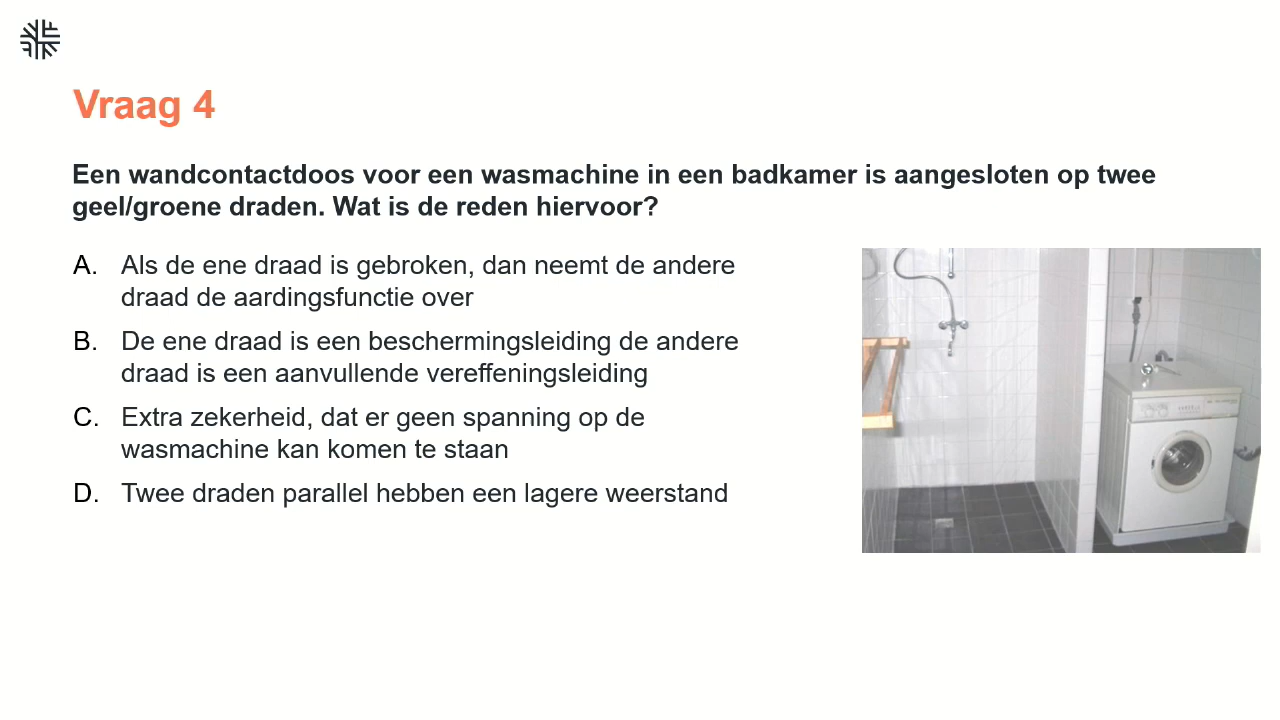 Vraag 4
Een wandcontactdoos voor een wasmachine in een badkamer is aangesloten op twee
geel/groene draden. Wat is de reden hiervoor?
A. Als de ene draad is gebroken, dan neemt de andere
draad de aardingsfunctie over
B. De ene draad is een beschermingsleiding de andere
draad is een aanvullende vereffeningsleiding
C. Extra zekerheid, dat er geen spanning op de
wasmachine kan komen te staan
D. Twee draden parallel hebben een lagere weerstand